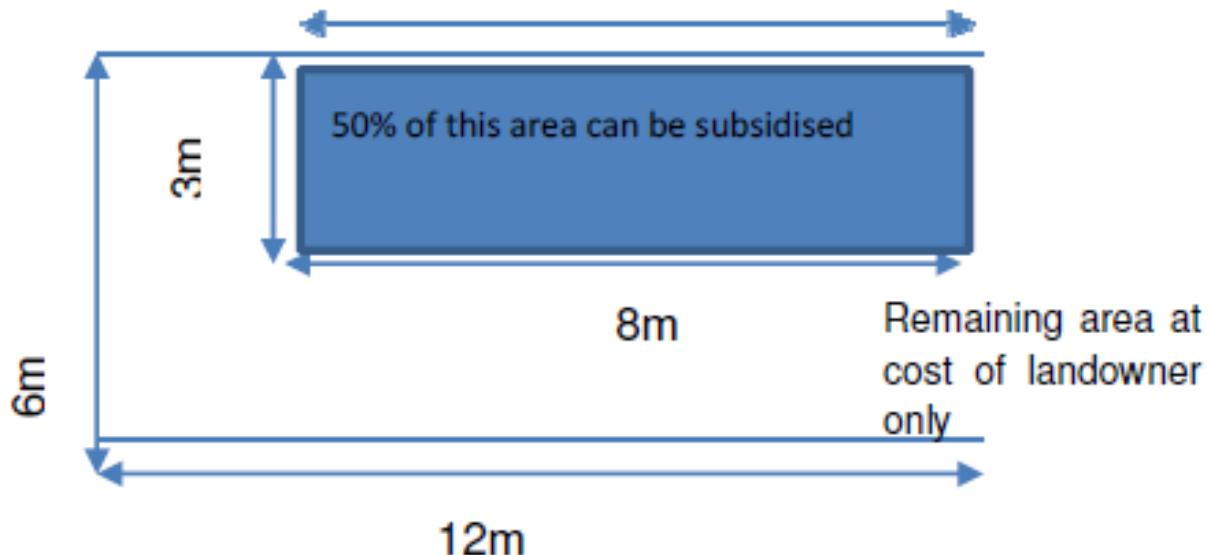 50% of this area can be subsidised
3m
8m
Remaining area at
cost of landowner
only
6m
12m